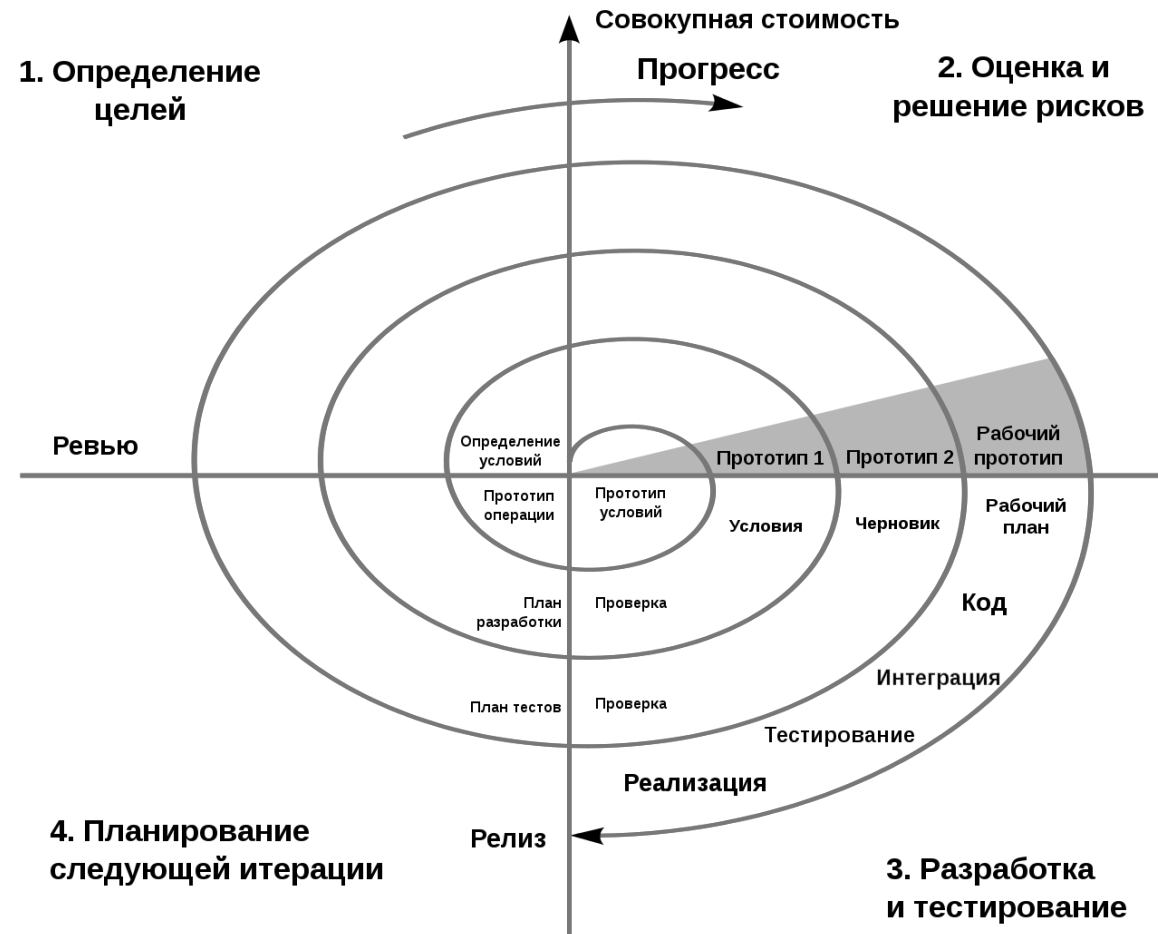 Совокупная стоимость
1. Определение
целей
Прогресс
2. Оценка и
решение рисков
Ревью
Определение
условий
Прототип 1
Прототип 2
Рабочий
прототип
Прототип
операции
Прототип
условий
Условия
Черновик
Рабочий
план
План
разработки
Проверка
Код
Интеграция
План тестов
Проверка
Тестирование
Реализация
Релиз
4. Планирование
следующей итерации
3. Разработка
и тестирование